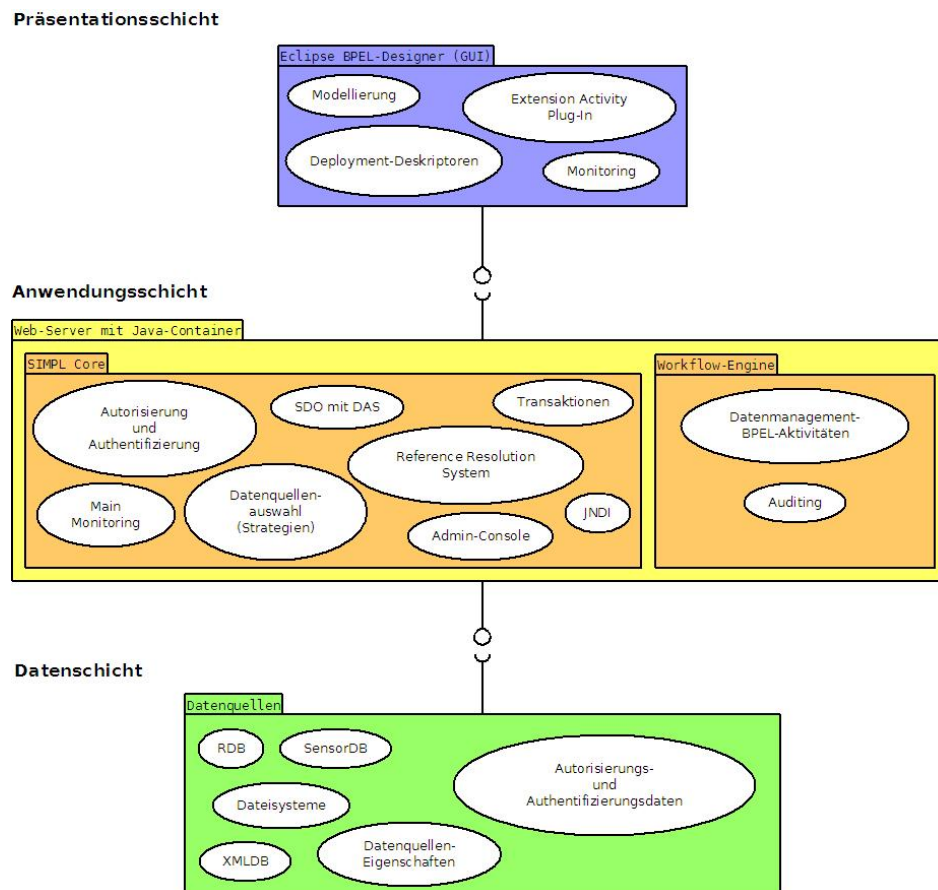 Präsentationsschicht
Eclipse BPEL-Designer (GUI)
Modellierung
Extension Activity
Plug-In
Deployment-Deskriptoren
Monitoring
Anwendungsschicht
Web-Server mit Java-Container
SIMPL Core
Autorisierung
und
Authentifizierung
SDO mit DAS
Transaktionen
Reference Resolution
System
Main
Monitoring
Datenquellen-
auswahl
(Strategien)
Admin-Console
JNDI
Workflow-Engine
Datenmanagement-
BPEL-Aktivitäten
Auditing
Datenschicht
Datenquellen
RDB
SensorDB
Autorisierungs-
und
Authentifizierungsdaten
Dateisysteme
XMLDB
Datenquellen-
Eigenschaften